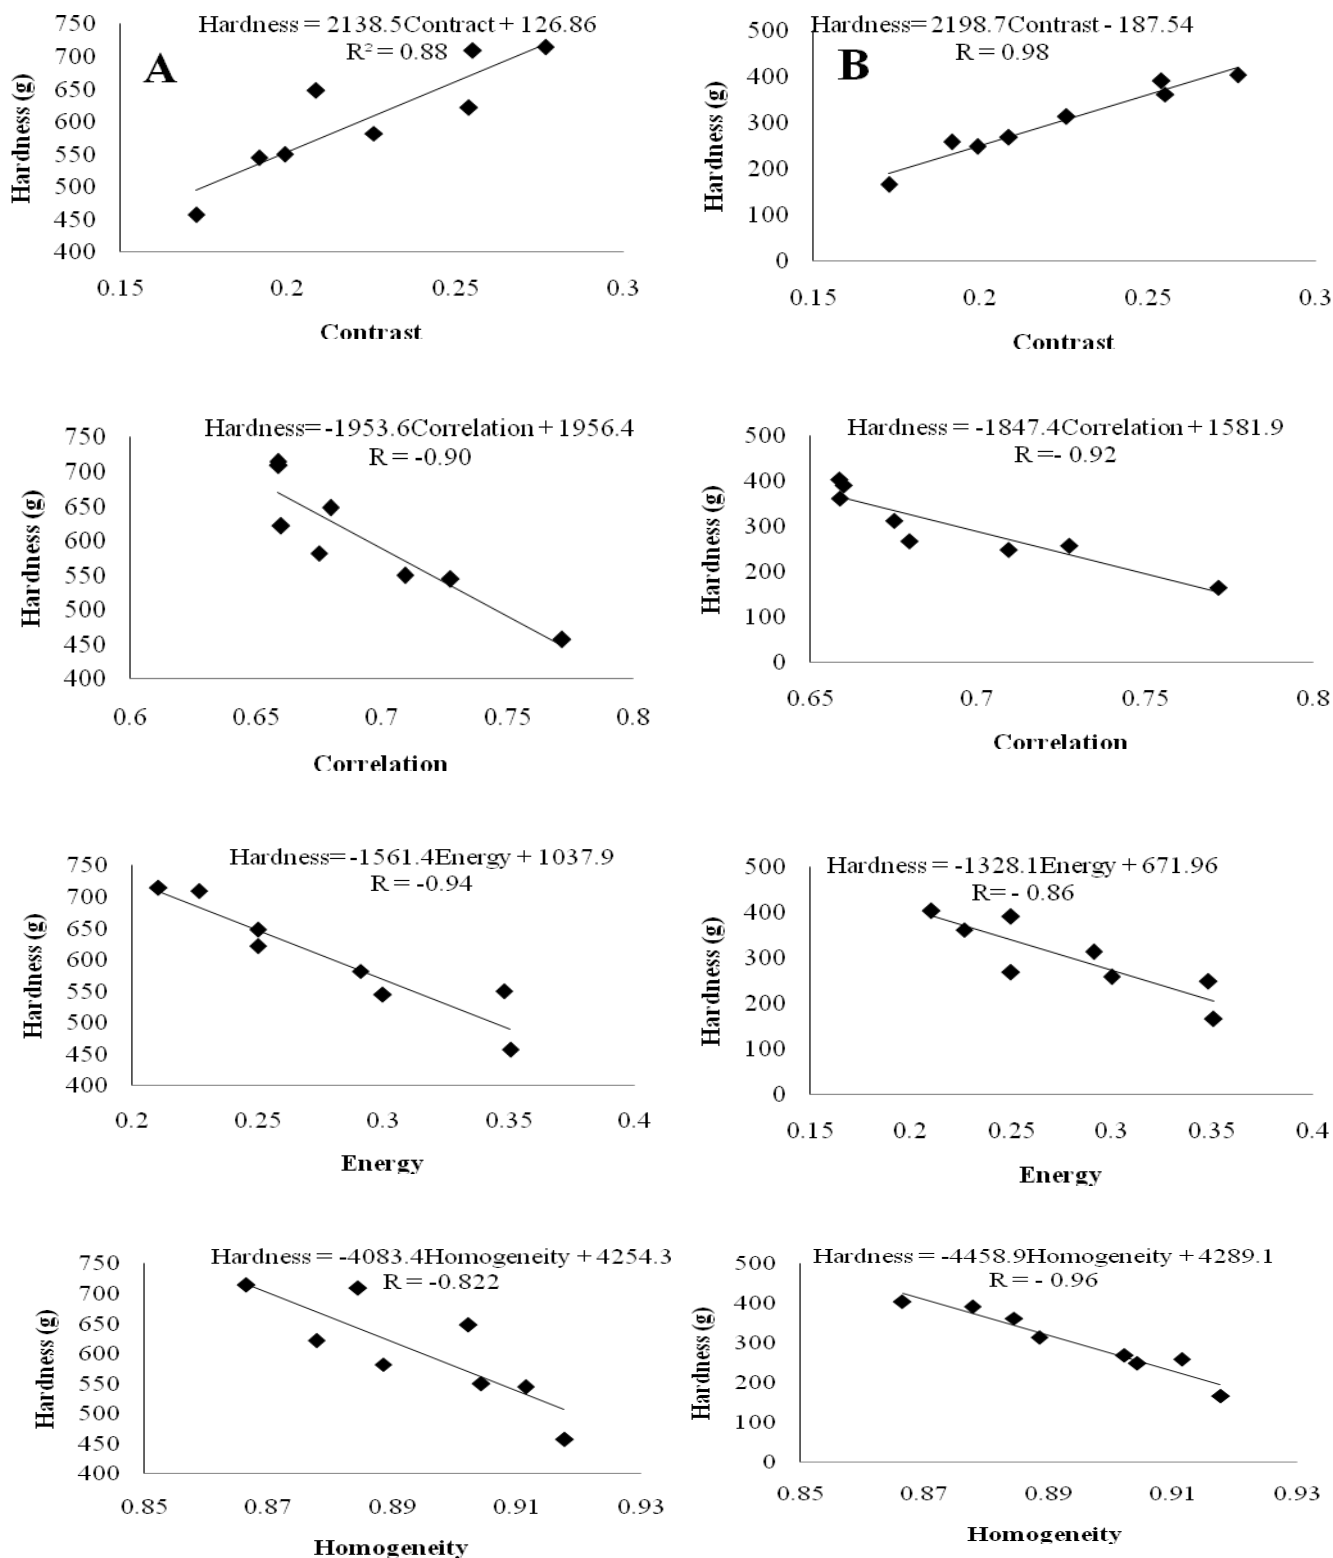 Hardness = 2138.5Contract + 126.86
R² = 0.88
A
750
700
650
600
550
500
450
400
Hardness (g)
0.15 0.2 0.25 0.3
Contrast
Hardness= 2198.7Contrast - 187.54
R = 0.98
B
500
400
300
200
100
0
Hardness (g)
0.15 0.2 0.25 0.3
Contrast
Hardness= -1953.6Correlation + 1956.4
R = -0.90
750
700
650
600
550
500
450
400
Hardness (g)
0.6 0.65 0.7 0.75 0.8
Correlation
Hardness = -1847.4Correlation + 1581.9
R =- 0.92
500
400
300
200
100
0
Hardness (g)
0.65 0.7 0.75 0.8
Correlation
Hardness= -1561.4Energy + 1037.9
R = -0.94
750
700
650
600
550
500
450
400
Hardness (g)
0.2 0.25 0.3 0.35 0.4
Energy
Hardness = -1328.1Energy + 671.96
R= - 0.86
500
400
300
200
100
0
Hardness (g)
0.15 0.2 0.25 0.3 0.35 0.4
Energy
Hardness = -4083.4Homogeneity + 4254.3
R = -0.822
750
700
650
600
550
500
450
400
Hardness (g)
0.85 0.87 0.89 0.91 0.93
Homogeneity
Hardness = -4458.9Homogeneity + 4289.1
R = - 0.96
500
400
300
200
100
0
Hardness (g)
0.85 0.87 0.89 0.91 0.93
Homogeneity